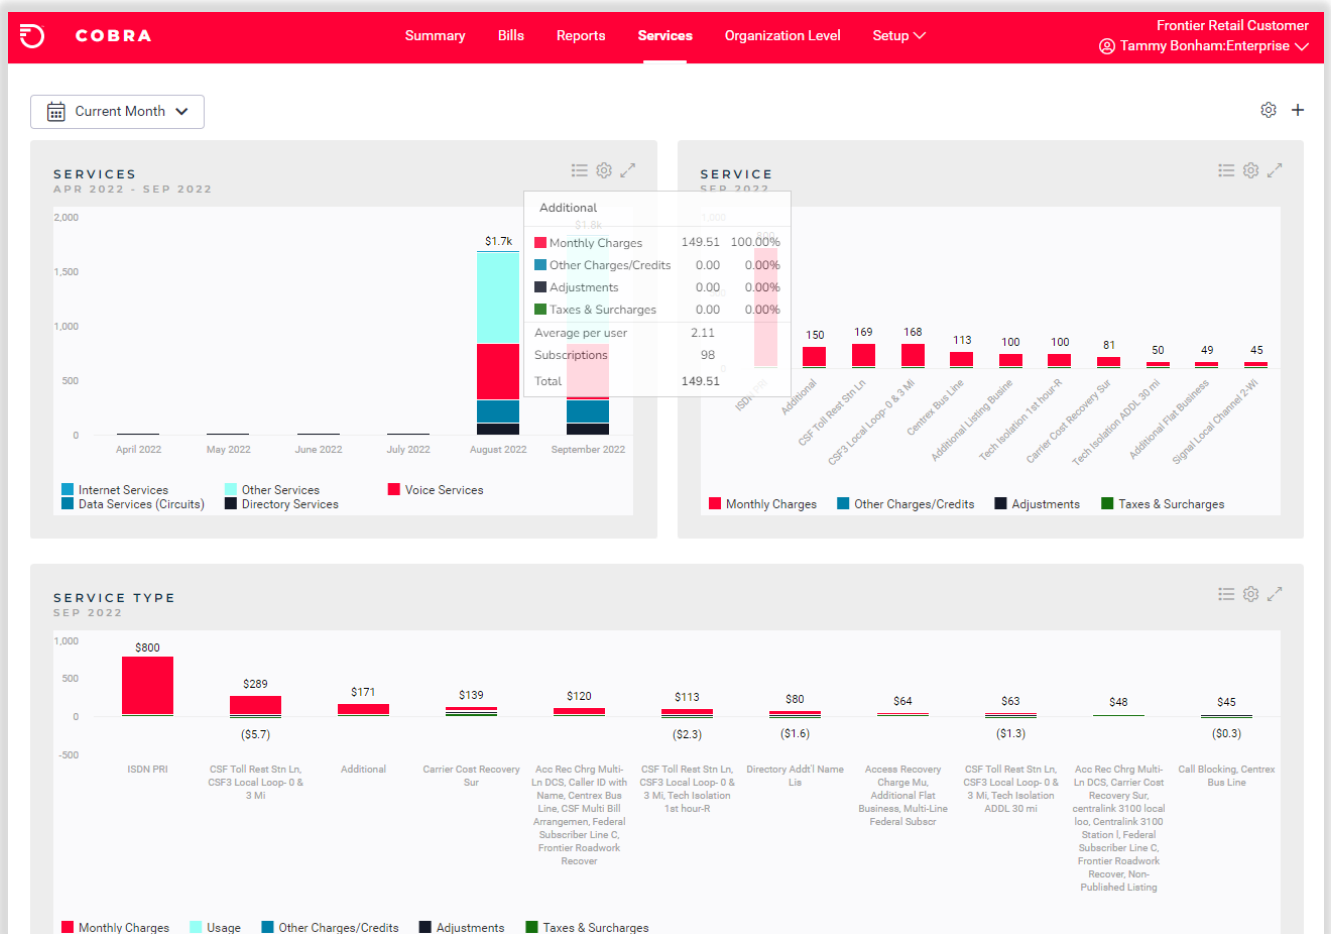 COBRA
Summary Bills Reports Services Organization Level Setup
Frontier Retail Customer
Tammy Bonham:Enterprise
Current Month
SERVICES
APR 2022 - SEP 2022
2,000
1,500
1,000
500
0
$1.7k
$1.8k
April 2022 May 2022 June 2022 July 2022 August 2022 September 2022
Internet Services Other Services Voice Services
Data Services (Circuits) Directory Services
Additional
Monthly Charges 149.51 100.00%
Other Charges/Credits 0.00 0.00%
Adjustments 0.00 0.00%
Taxes & Surcharges 0.00 0.00%
Average per user 2.11
Subscriptions 98
Total 149.51
SERVICE
SEP 2022
1,000
0
800 150 169 168 113 100 100 81 50 49 45
ISDN PRI
Additional
CSF Toll Rest Stn Ln
CSF3 Local Loop- 0 & 3 Mi
Centrex Bus Line
Additional Listing Busine
Tech Isolation 1st hour-R
Carrier Cost Recovery Sur
Tech Isolation ADDL 30 mi
Additional Flat Business
Signal Local Channel 2-Wi
Monthly Charges Other Charges/Credits Adjustments Taxes & Surcharges
SERVICE TYPE
SEP 2022
1,000
500
0
-500
$800 $289 $171 $139 $120 $113 $80 $64 $63 $48 $45
($5.7) ($2.3) ($1.6) ($1.3) ($0.3)
ISDN PRI
CSF Toll Rest Stn Ln,
CSF3 Local Loop- 0 &
3 Mi
Additional
Carrier Cost Recovery
Sur
Acc Rec Chrg Multi-
Ln DCS, Caller ID with
Name, Centrex Bus
Line, CSF Multi Bill
Arrangemen, Federal
Subscriber Line C,
Frontier Roadwork
Recover
CSF Toll Rest Stn Ln,
CSF3 Local Loop- 0 &
3 Mi, Tech Isolation
1st hour-R
Directory Addt'l Name
Lis
Access Recovery
Charge Mu,
Additional Flat
Business, Multi-Line
Federal Subscr
CSF Toll Rest Stn Ln,
CSF3 Local Loop- 0 &
3 Mi, Tech Isolation
ADDL 30 mi
Acc Rec Chrg Multi-
Ln DCS, Carrier Cost
Recovery Sur,
centralink 3100 local
loo, Centralink 3100
Station l, Federal
Subscriber Line C,
Frontier Roadwork
Recover, Non-
Published Listing
Call Blocking, Centrex
Bus Line
Monthly Charges Usage Other Charges/Credits Adjustments Taxes & Surcharges